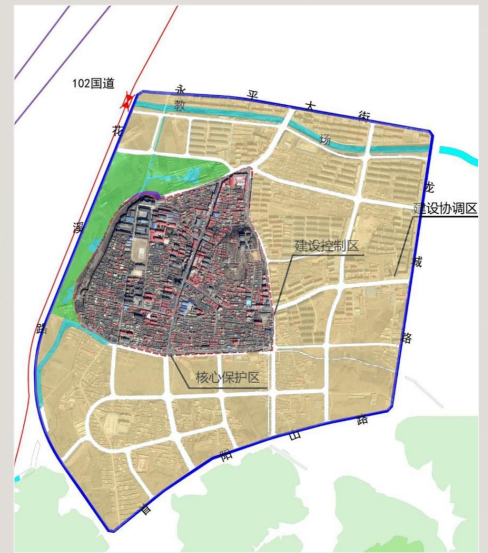 102国道
永平大街
教场
花溪路
龙城路
建设协调区
建设控制区
核心保护区
首阳山路